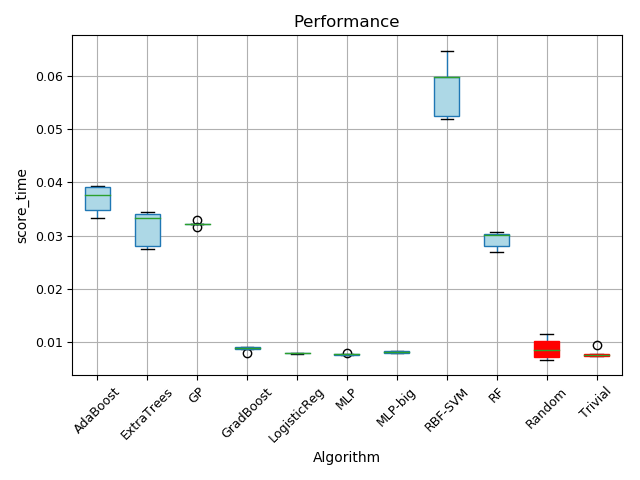 Performance
score_time
0.06
0.05
0.04
0.03
0.02
0.01
AdaBoost
ExtraTrees
GP
GradBoost
LogisticReg
MLP
MLP-big
RBF-SVM
RF
Random
Trivial
Algorithm